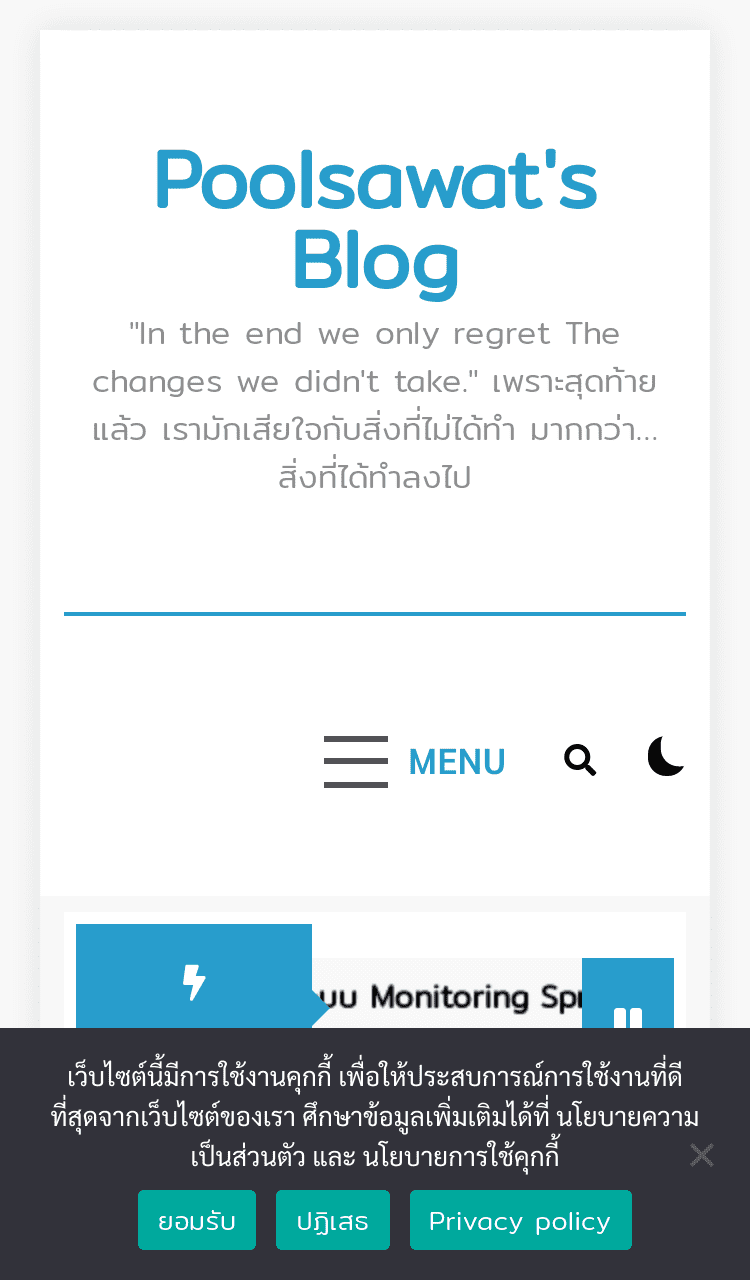 Poolsawat's
Blog
"In the end we only regret The
changes we didn't take." เพราะสุดท้าย
แล้ว เรามักเสียใจกับสิ่งที่ไม่ได้ทำ มากกว่า...
สิ่งที่ได้ทำลงไป
MENU
Monitoring
เว็บไซต์นี้มีการใช้งานคุกกี้ เพื่อให้ประสบการณ์การใช้งานที่ดี
ที่สุดจากเว็บไซต์ของเรา ศึกษาข้อมูลเพิ่มเติมได้ที่ นโยบายความ
เป็นส่วนตัว และ นโยบายการใช้คุกกี้
ยอมรับ ปฏิเสธ Privacy policy